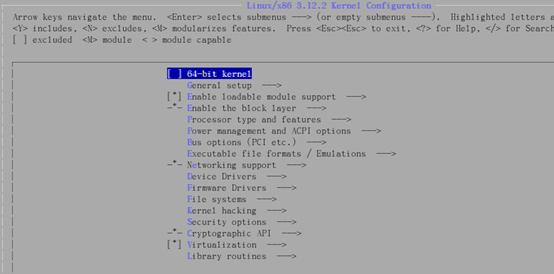 Linux/x86 3.12.2 Kernel Configuration
Arrow keys navigate the menu. <Enter> selects submenus ---> (or empty submenus ----). Highlighted letters a
<Y> includes, <N> excludes, <M> modularizes features. Press <Esc><Esc> to exit, <?> for Help, </> for Search
[ ] excluded <M> module < > module capable
[ ] 64-bit kernel
General setup --->
[*] Enable loadable module support --->
-*- Enable the block layer --->
Processor type and features --->
Power management and ACPI options --->
Bus options (PCI etc.) --->
Executable file formats / Emulations --->
-*- Networking support --->
Device Drivers --->
Firmware Drivers --->
File systems --->
Kernel hacking --->
Security options --->
-*- Cryptographic API --->
[*] Virtualization --->
Library routines --->